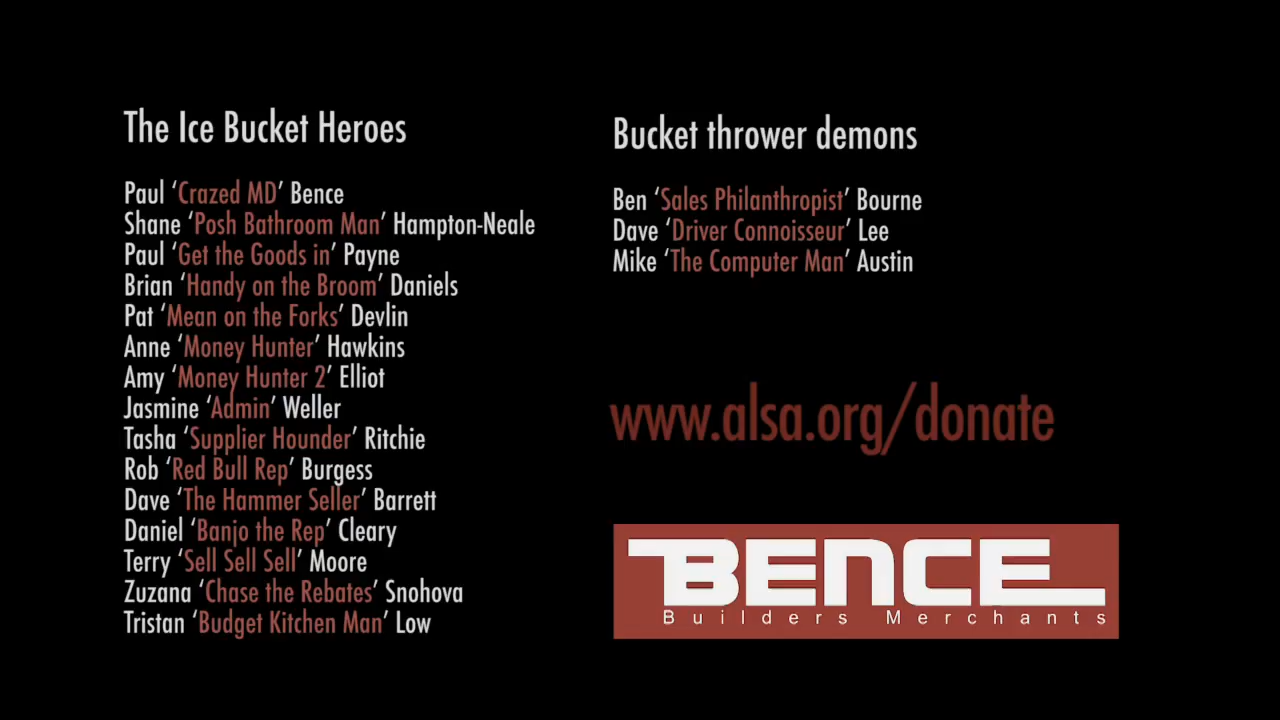 The Ice Bucket Heroes
Paul ‘Crazed MD’ Bence
Shane ‘Posh Bathroom Man’ Hampton-Neale
Paul ‘Get the Goods in’ Payne
Brian ‘Handy on the Broom’ Daniels
Pat ‘Mean on the Forks’ Devlin
Anne ‘Money Hunter’ Hawkins
Amy ‘Money Hunter 2’ Elliot
Jasmine ‘Admin’ Weller
Tasha ‘Supplier Hounder’ Ritchie
Rob ‘Red Bull Rep’ Burgess
Dave ‘The Hammer Seller’ Barrett
Daniel ‘Banjo the Rep’ Cleary
Terry ‘Sell Sell Sell’ Moore
Zuzana ‘Chase the Rebates’ Snohova
Tristan ‘Budget Kitchen Man’ Low
Bucket thrower demons
Ben ‘Sales Philanthropist’ Bourne
Dave ‘Driver Connoisseur’ Lee
Mike ‘The Computer Man’ Austin
www.alsa.org/donate
BENCE
Builders Merchants